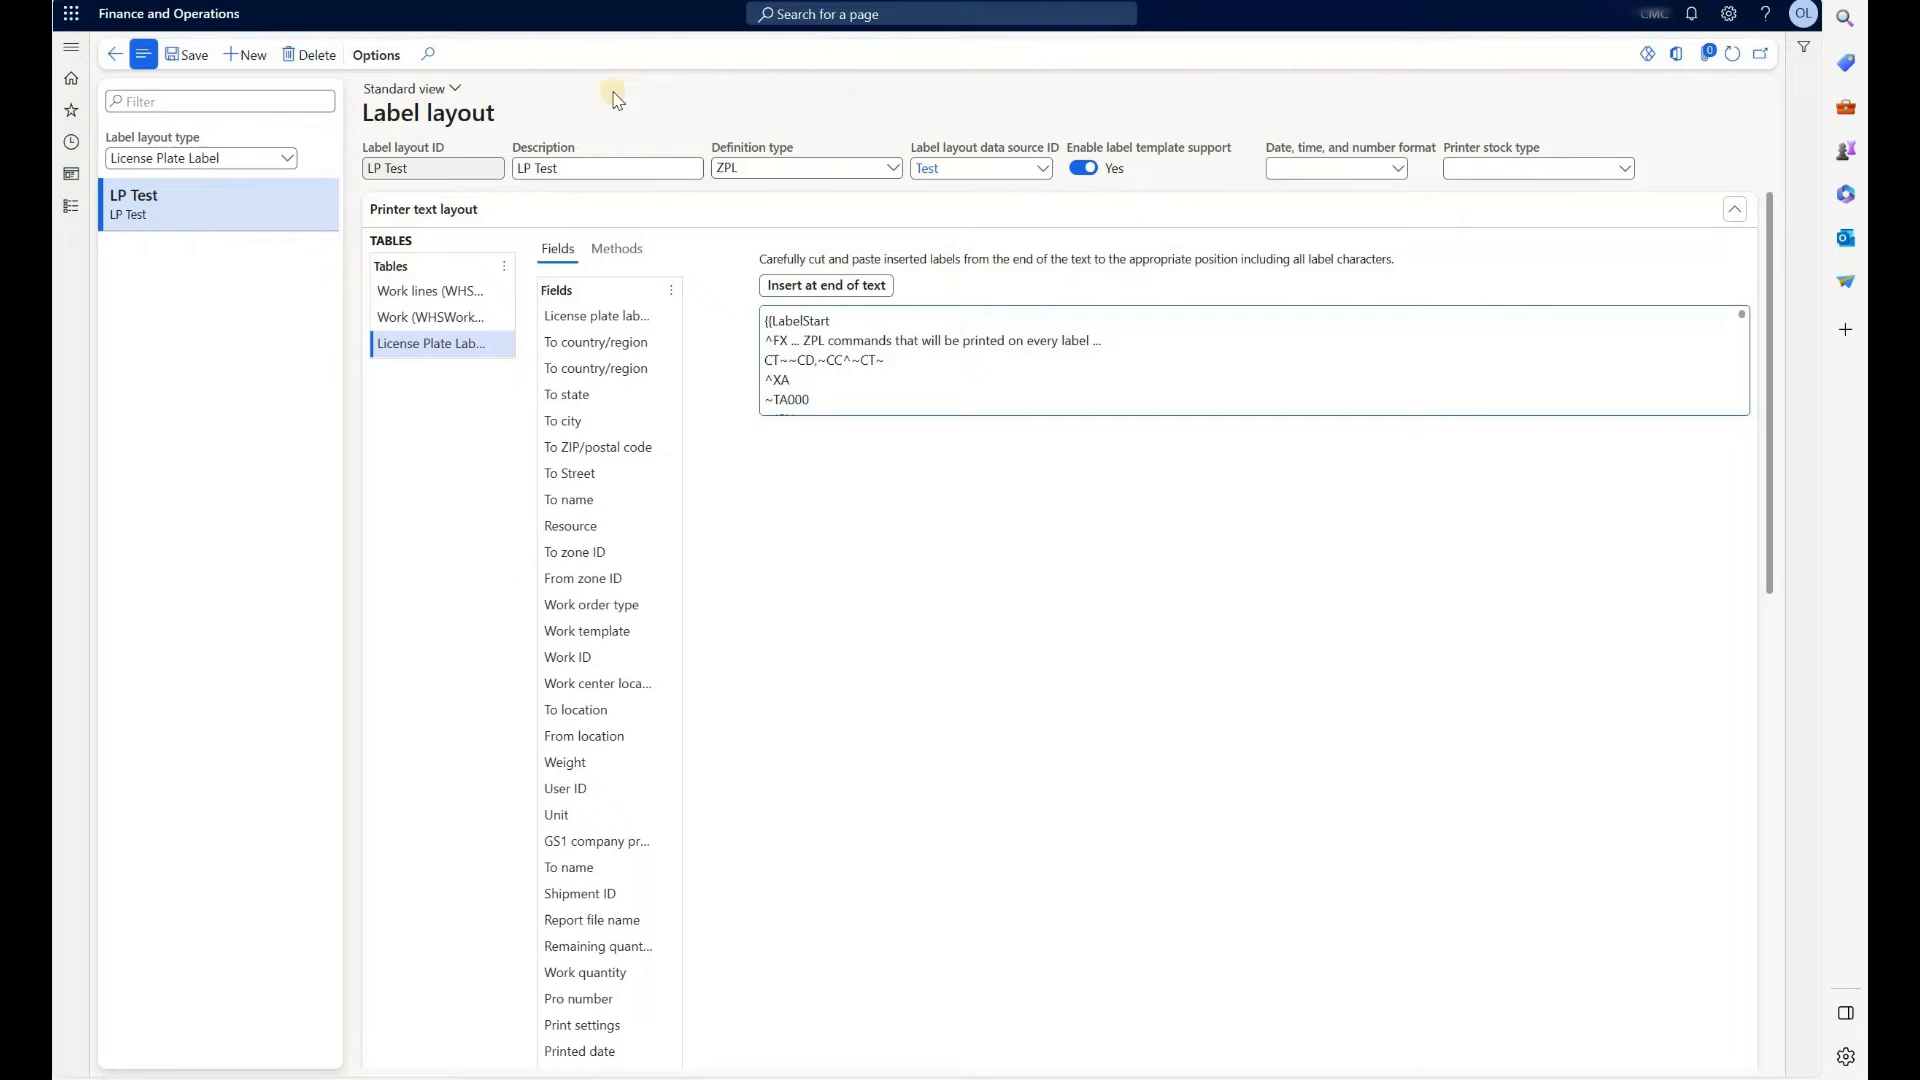 Finance and Operations
Search for a page
CMC
OL
Save
New
Delete
Options
0
Filter
Label layout type
License Plate Label
LP Test
LP Test
Standard view
Label layout
Label layout ID
LP Test
Description
LP Test
Definition type
ZPL
Label layout data source ID
Test
Enable label template support
Yes
Date, time, and number format
Printer stock type
Printer text layout
TABLES
Tables
Work lines (WHS...
Work (WHSWork...
License Plate Lab...
Fields
Methods
Fields
License plate lab...
To country/region
To country/region
To state
To city
To ZIP/postal code
To Street
To name
Resource
To zone ID
From zone ID
Work order type
Work template
Work ID
Work center loca...
To location
From location
Weight
User ID
Unit
GS1 company pr...
To name
Shipment ID
Report file name
Remaining quant...
Work quantity
Pro number
Print settings
Printed date
Carefully cut and paste inserted labels from the end of the text to the appropriate position including all label characters.
Insert at end of text
{{LabelStart
^FX ... ZPL commands that will be printed on every label ...
CT~~CD,~CC^~CT~
^XA
~TA000